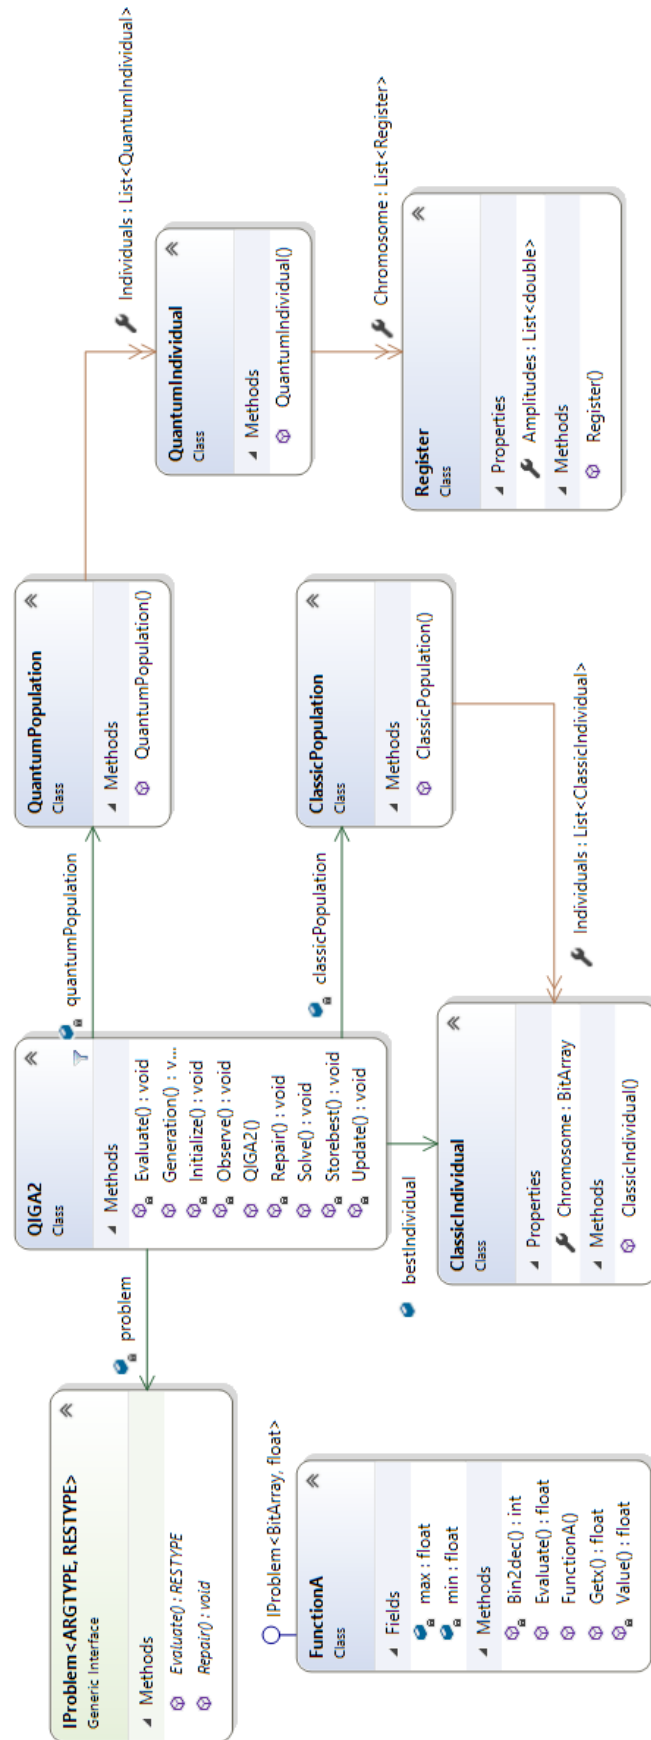 IProblem<ARGTYPE, RESTYPE>
Generic Interface
Methods
Evaluate() : RESTYPE
Repair() : void
problem
QIGA2
Class
Methods
Evaluate() : void
Generation() : v...
Initialize() : void
Observe() : void
QIGA2()
Repair() : void
Solve() : void
Storebest() : void
Update() : void
quantumPopulation
QuantumPopulation
Class
Methods
QuantumPopulation()
Individuals : List<QuantumIndividual>
QuantumIndividual
Class
Methods
QuantumIndividual()
Chromosome : List<Register>
Register
Class
Properties
Amplitudes : List<double>
Methods
Register()
classicPopulation
ClassicPopulation
Class
Methods
ClassicPopulation()
Individuals : List<ClassicIndividual>
bestIndividual
ClassicIndividual
Class
Properties
Chromosome : BitArray
Methods
ClassicIndividual()
IProblem<BitArray, float>
FunctionA
Class
Fields
max : float
min : float
Methods
Bin2dec() : int
Evaluate() : float
FunctionA()
Getx() : float
Value() : float